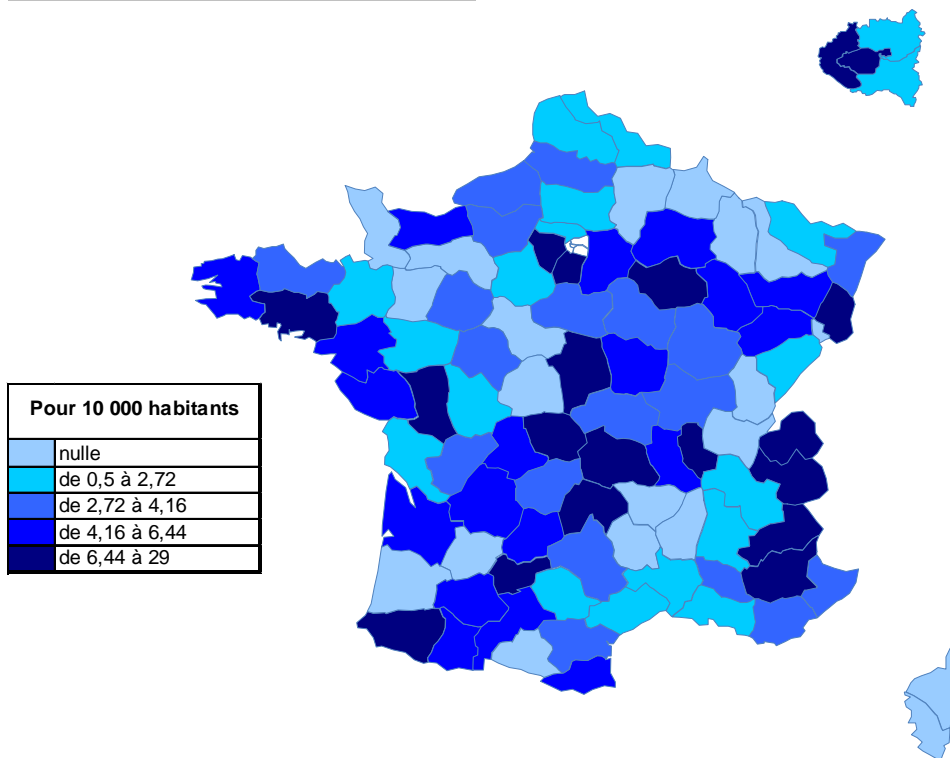 Pour 10 000 habitants
nulle
de 0,5 à 2,72
de 2,72 à 4,16
de 4,16 à 6,44
de 6,44 à 29